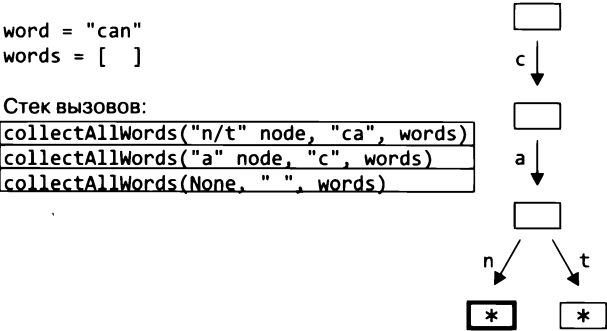 word = "can"
words = [  ]
Стек вызовов:
collectAllWords("n/t" node, "ca", words)
collectAllWords("a" node, "c", words)
collectAllWords(None, " ", words)
c
a
n t
* *